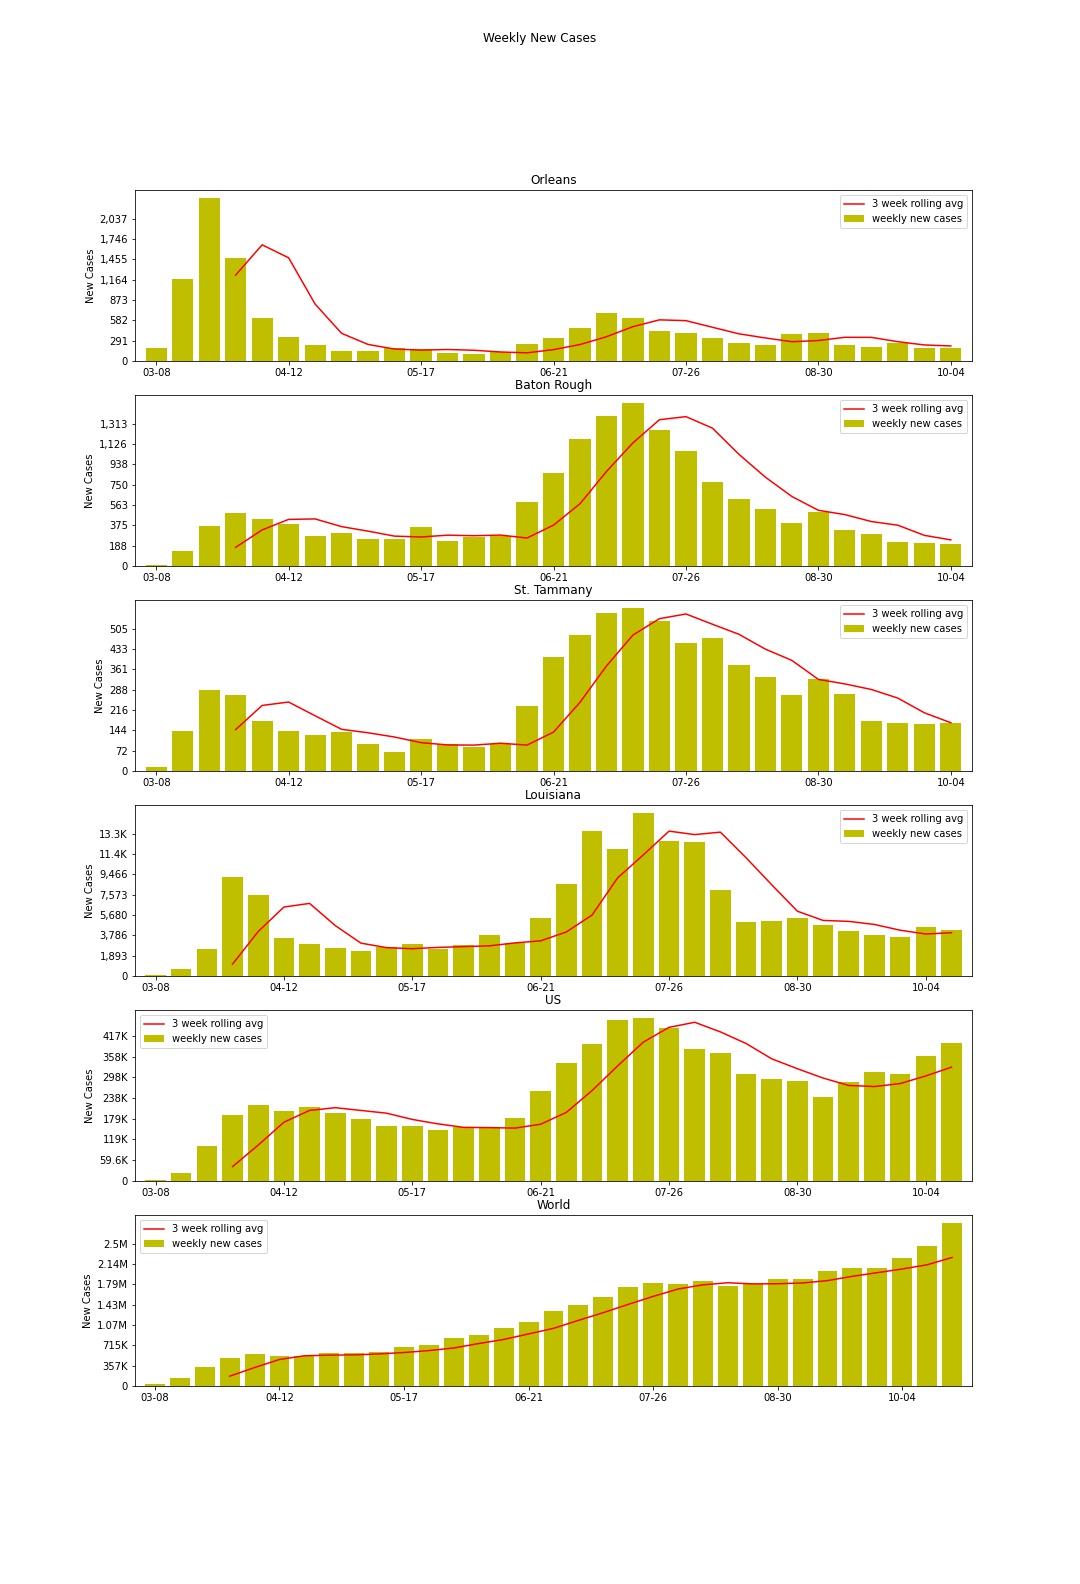 Weekly New Cases
Orleans
New Cases
2,037
1,746
1,455
1,164
873
582
291
0
3 week rolling avg
weekly new cases
03-08 04-12 05-17 06-21 07-26 08-30 10-04
Baton Rough
New Cases
1,313
1,126
938
750
563
375
188
0
3 week rolling avg
weekly new cases
03-08 04-12 05-17 06-21 07-26 08-30 10-04
St. Tammany
New Cases
505
433
361
288
216
144
72
0
3 week rolling avg
weekly new cases
03-08 04-12 05-17 06-21 07-26 08-30 10-04
Louisiana
New Cases
13.3K
11.4K
9,466
7,573
5,680
3,786
1,893
0
3 week rolling avg
weekly new cases
03-08 04-12 05-17 06-21 07-26 08-30 10-04
US
New Cases
417K
358K
298K
238K
179K
119K
59.6K
0
3 week rolling avg
weekly new cases
03-08 04-12 05-17 06-21 07-26 08-30 10-04
World
New Cases
2.5M
2.14M
1.79M
1.43M
1.07M
715K
357K
0
3 week rolling avg
weekly new cases
03-08 04-12 05-17 06-21 07-26 08-30 10-04